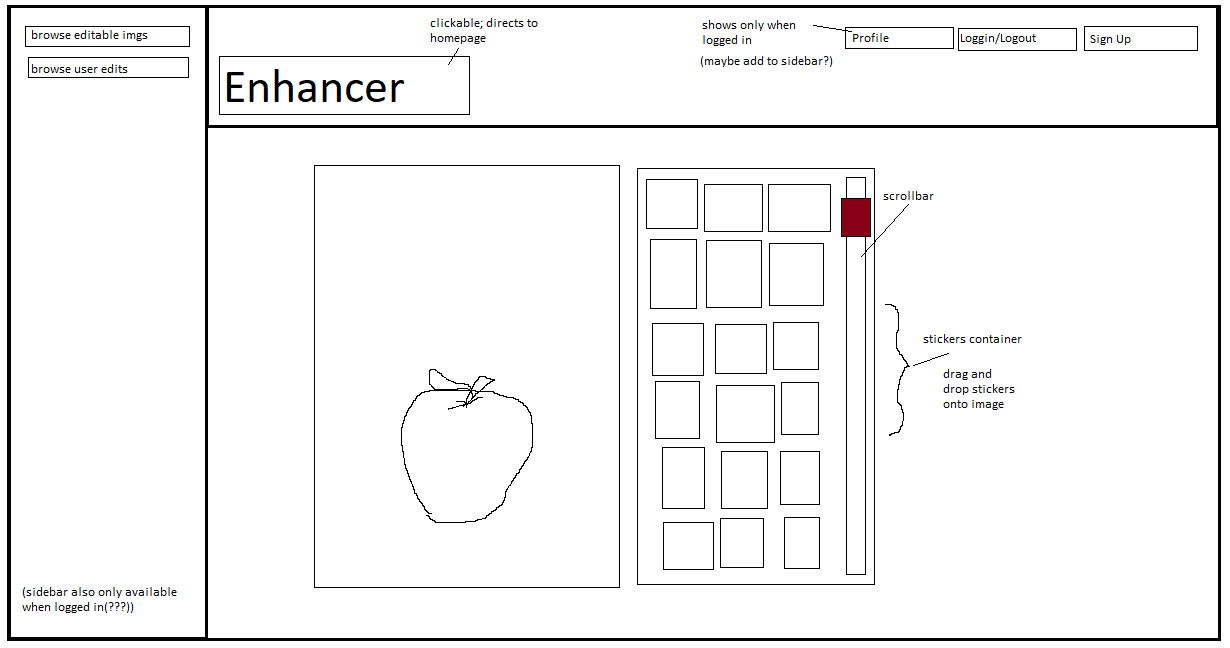 browse editable imgs
browse user edits
(sidebar also only available
when logged in(???))
clickable; directs to
homepage
Enhancer
shows only when
logged in
(maybe add to sidebar?)
Profile
Loggin/Logout
Sign Up
scrollbar
stickers container
drag and
drop stickers
onto image